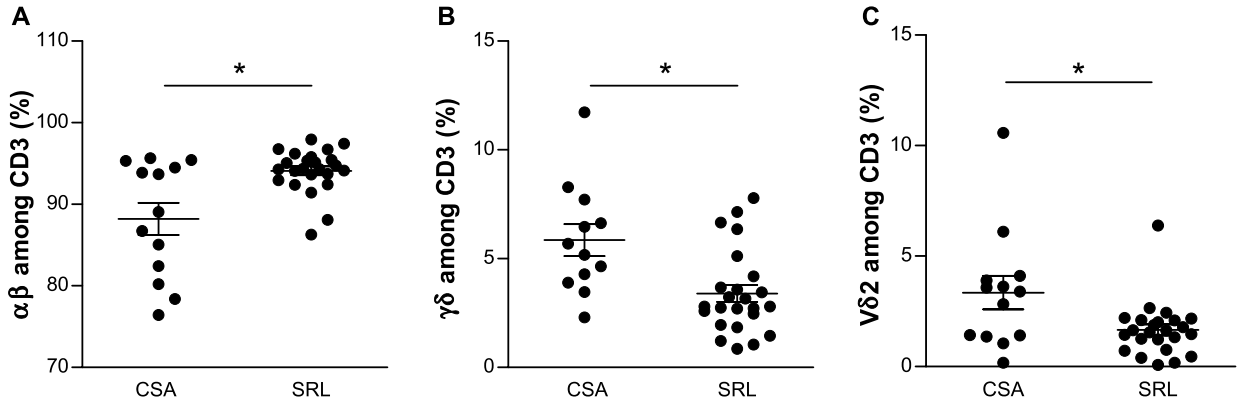 A
αβ among CD3 (%)
110
100
90
80
70
*
CSA
SRL
B
γδ among CD3 (%)
15
10
5
0
*
CSA
SRL
C
Vδ2 among CD3 (%)
15
10
5
0
*
CSA
SRL